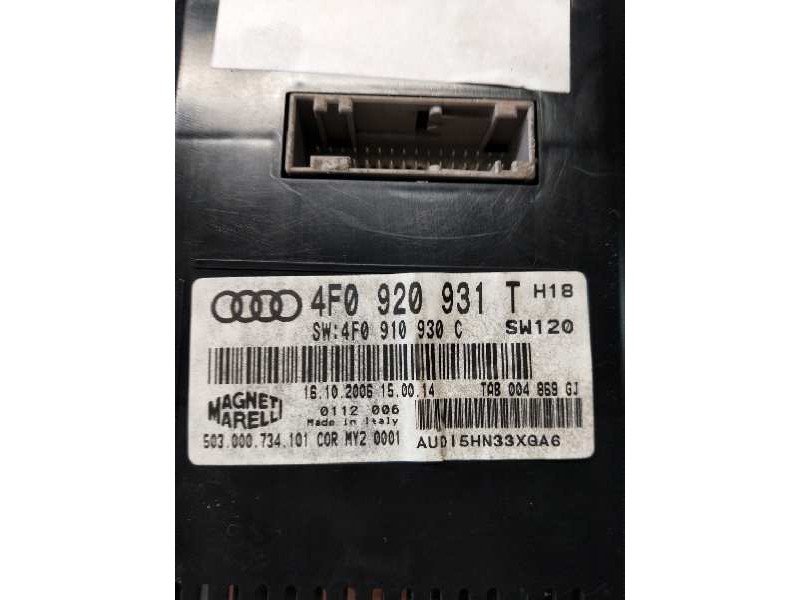 4F0 920 931 T H18
SW:4F0 910 930 C SW120
16.10.2006 15.00.14 TAB 004 869 GJ
MAGNETI MARELLI
0112 006
Made in Italy
503.000.734.101 COR MY2 0001 AUDI5HN33XQA6